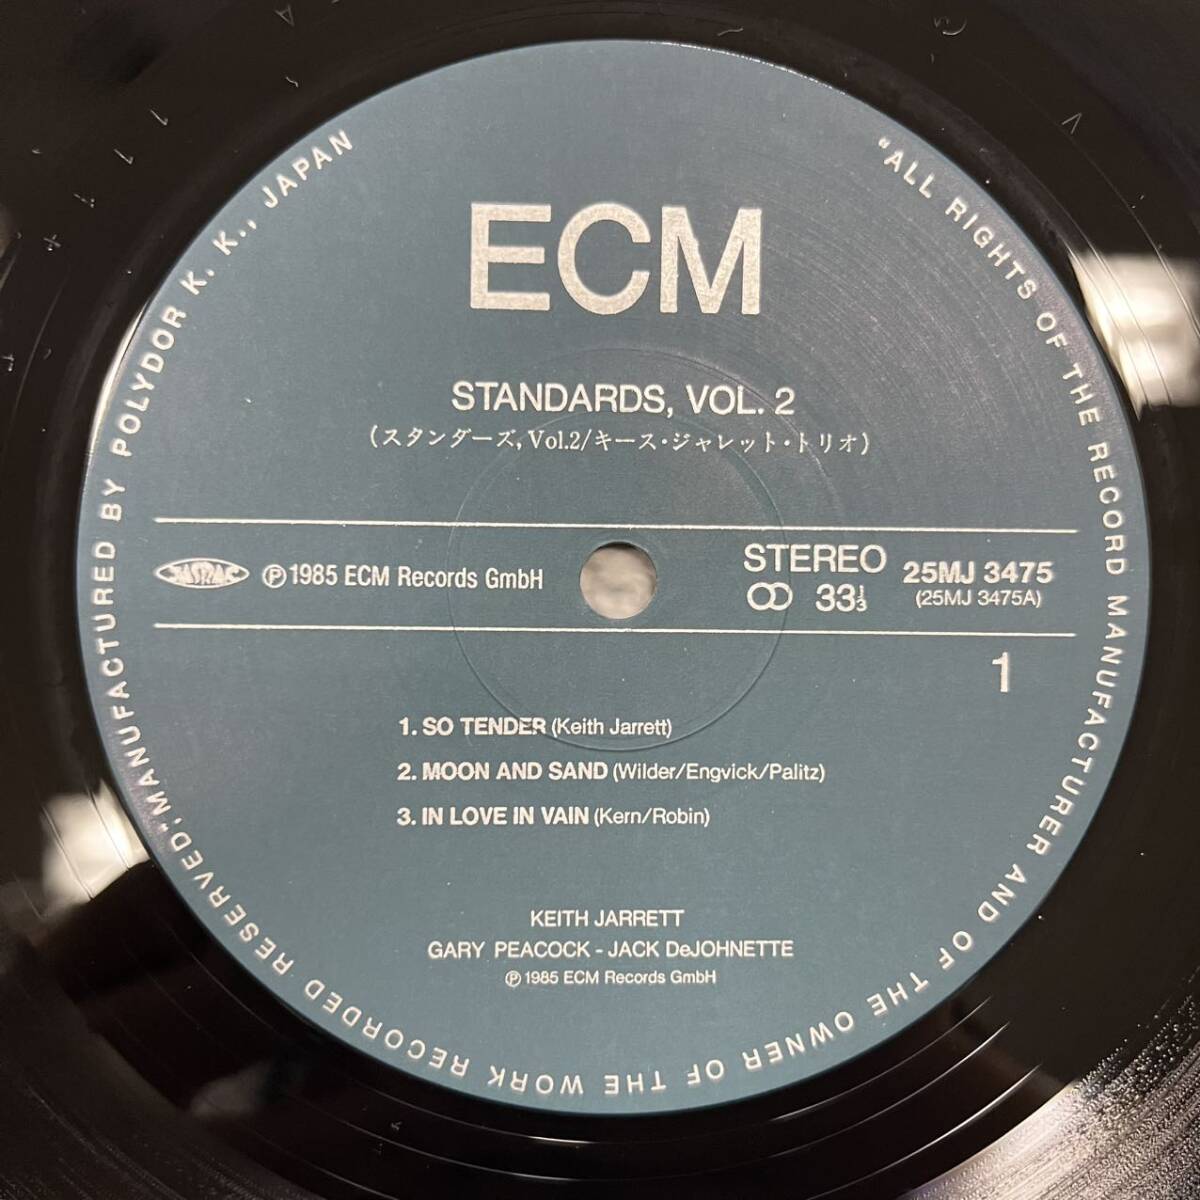 ECM
STANDARDS, VOL. 2
(スタンダーズ, Vol.2/キース・ジャレット・トリオ)
JASRAC ℗1985 ECM Records GmbH
STEREO
33⅓
25MJ 3475
(25MJ 3475A)
1
1. SO TENDER (Keith Jarrett)
2. MOON AND SAND (Wilder/Engvick/Palitz)
3. IN LOVE IN VAIN (Kern/Robin)
KEITH JARRETT
GARY PEACOCK - JACK DeJOHNETTE
℗ 1985 ECM Records GmbH
"ALL RIGHTS OF THE RECORD MANUFACTURER AND OF THE OWNER OF THE WORK RECORDED RESERVED." MANUFACTURED BY POLYDOR K. K., JAPAN